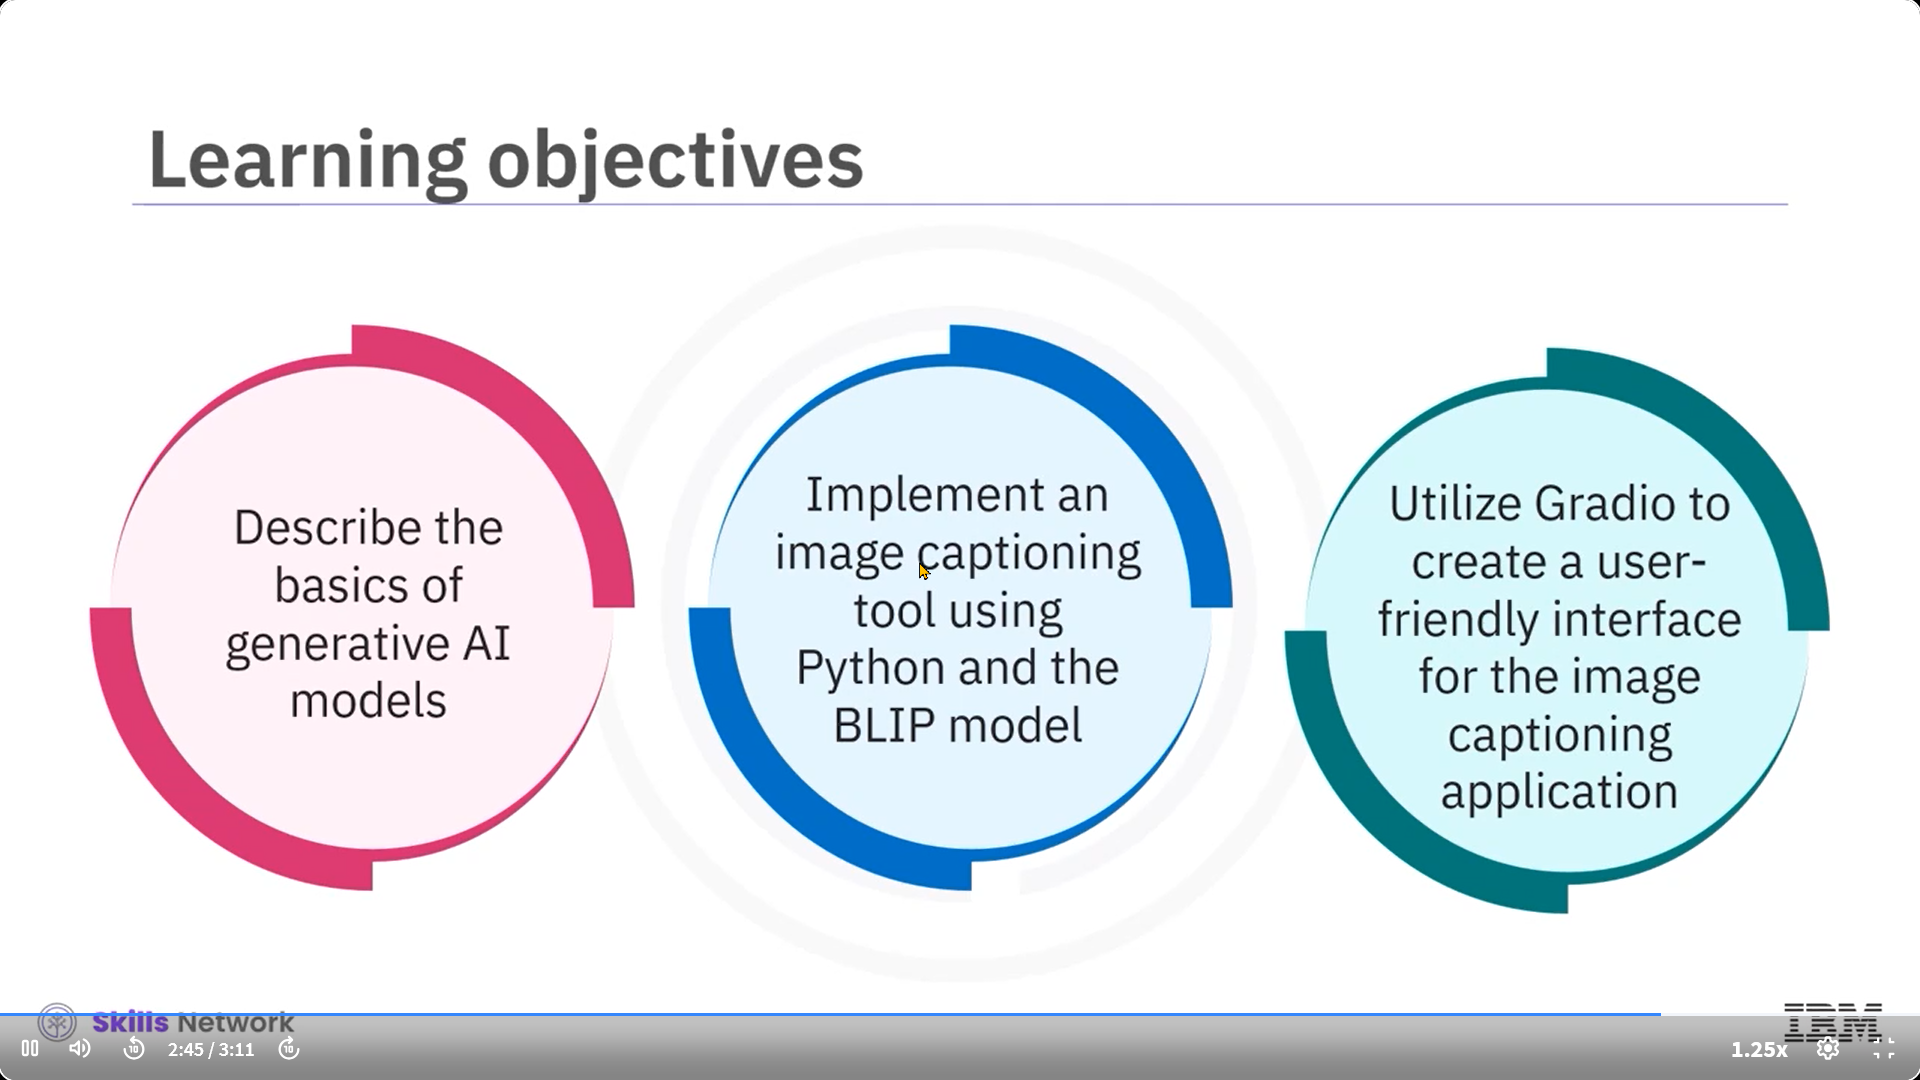 Learning objectives
Describe the
basics of
generative AI
models
Implement an
image captioning
tool using
Python and the
BLIP model
Utilize Gradio to
create a user-
friendly interface
for the image
captioning
application
Skills Network
IBM
10
2:45 / 3:11
10
1.25x